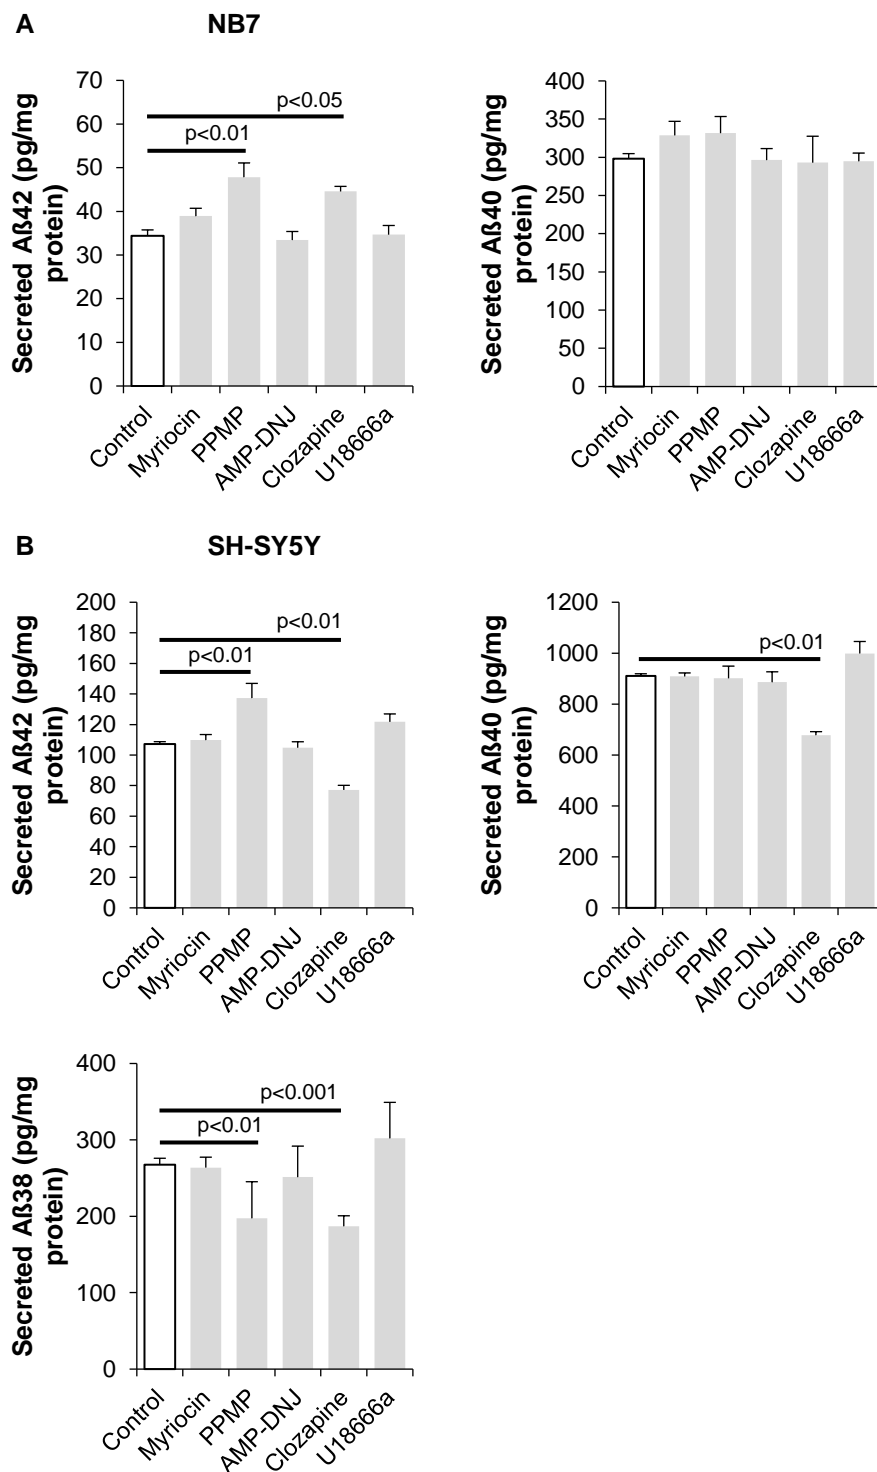 A NB7
Secreted Aß42 (pg/mg
protein)
70
60
50
40
30
20
10
0
p<0.05
p<0.01
Control
Myriocin
PPMP
AMP-DNJ
Clozapine
U18666a
Secreted Aß40 (pg/mg
protein)
400
350
300
250
200
150
100
50
0
Control
Myriocin
PPMP
AMP-DNJ
Clozapine
U18666a
B SH-SY5Y
Secreted Aß42 (pg/mg
protein)
200
180
160
140
120
100
80
60
40
20
0
p<0.01
p<0.01
Control
Myriocin
PPMP
AMP-DNJ
Clozapine
U18666a
Secreted Aß40 (pg/mg
protein)
1200
1000
800
600
400
200
0
p<0.01
Control
Myriocin
PPMP
AMP-DNJ
Clozapine
U18666a
Secreted Aß38 (pg/mg
protein)
400
300
200
100
0
p<0.001
p<0.01
Control
Myriocin
PPMP
AMP-DNJ
Clozapine
U18666a